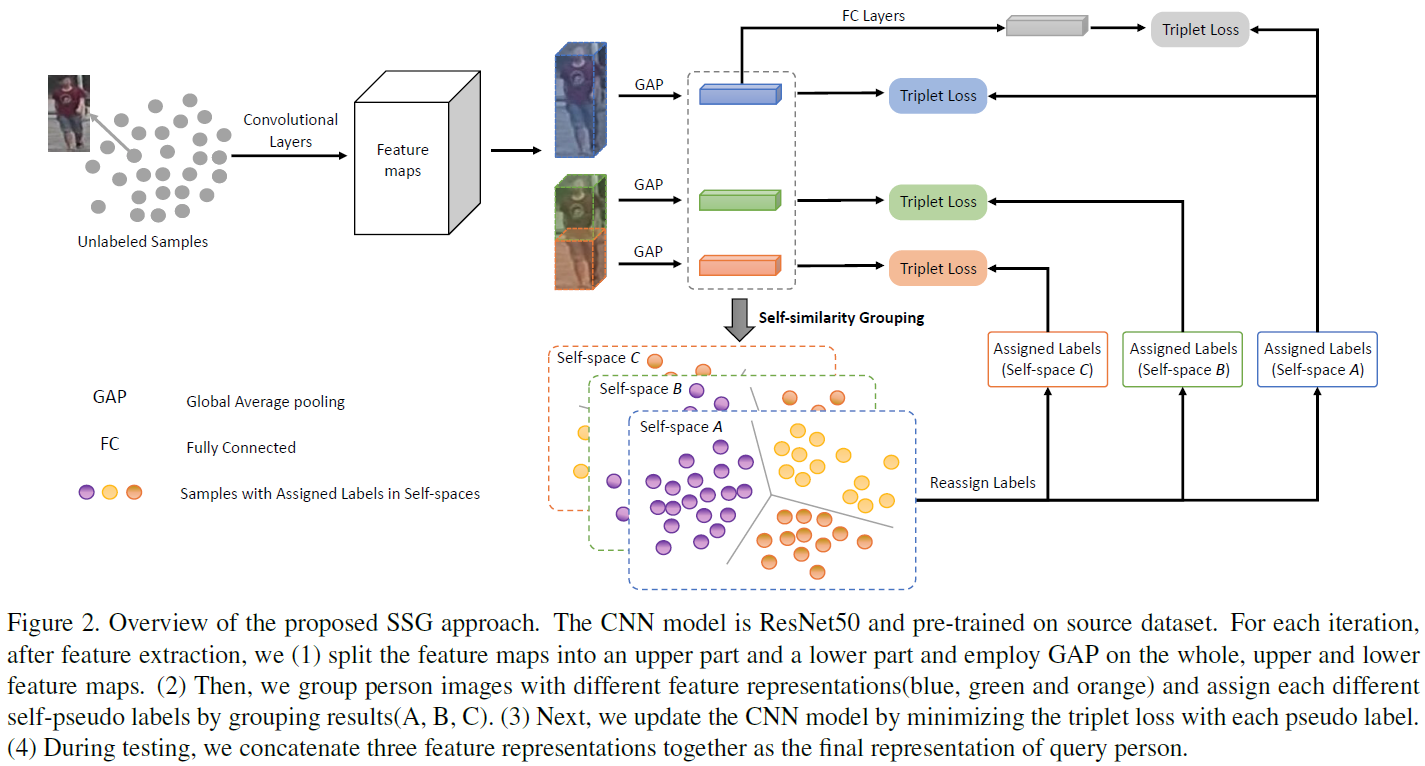 FC Layers
Triplet Loss
GAP
Triplet Loss
Convolutional
Layers
Feature
maps
GAP
Triplet Loss
Unlabeled Samples
GAP
Triplet Loss
Self-similarity Grouping
Assigned Labels
(Self-space C)
Assigned Labels
(Self-space B)
Assigned Labels
(Self-space A)
Self-space C
Self-space B
Self-space A
GAP Global Average pooling
FC Fully Connected
Samples with Assigned Labels in Self-spaces
Reassign Labels
Figure 2. Overview of the proposed SSG approach. The CNN model is ResNet50 and pre-trained on source dataset. For each iteration,
after feature extraction, we (1) split the feature maps into an upper part and a lower part and employ GAP on the whole, upper and lower
feature maps. (2) Then, we group person images with different feature representations(blue, green and orange) and assign each different
self-pseudo labels by grouping results(A, B, C). (3) Next, we update the CNN model by minimizing the triplet loss with each pseudo label.
(4) During testing, we concatenate three feature representations together as the final representation of query person.